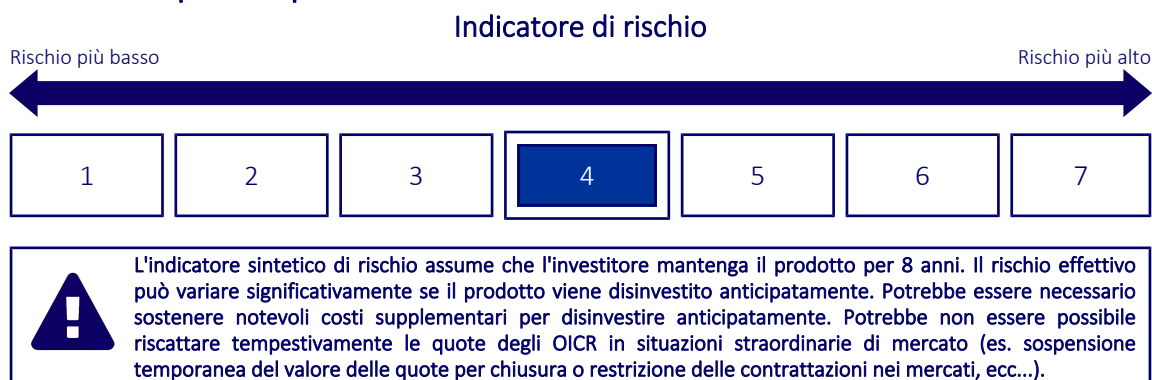 Indicatore di rischio
Rischio più basso
Rischio più alto
1
2
3
4
5
6
7
L'indicatore sintetico di rischio assume che l'investitore mantenga il prodotto per 8 anni. Il rischio effettivo
può variare significativamente se il prodotto viene disinvestito anticipatamente. Potrebbe essere necessario
sostenere notevoli costi supplementari per disinvestire anticipatamente. Potrebbe non essere possibile
riscattare tempestivamente le quote degli OICR in situazioni straordinarie di mercato (es. sospensione
temporanea del valore delle quote per chiusura o restrizione delle contrattazioni nei mercati, ecc...).